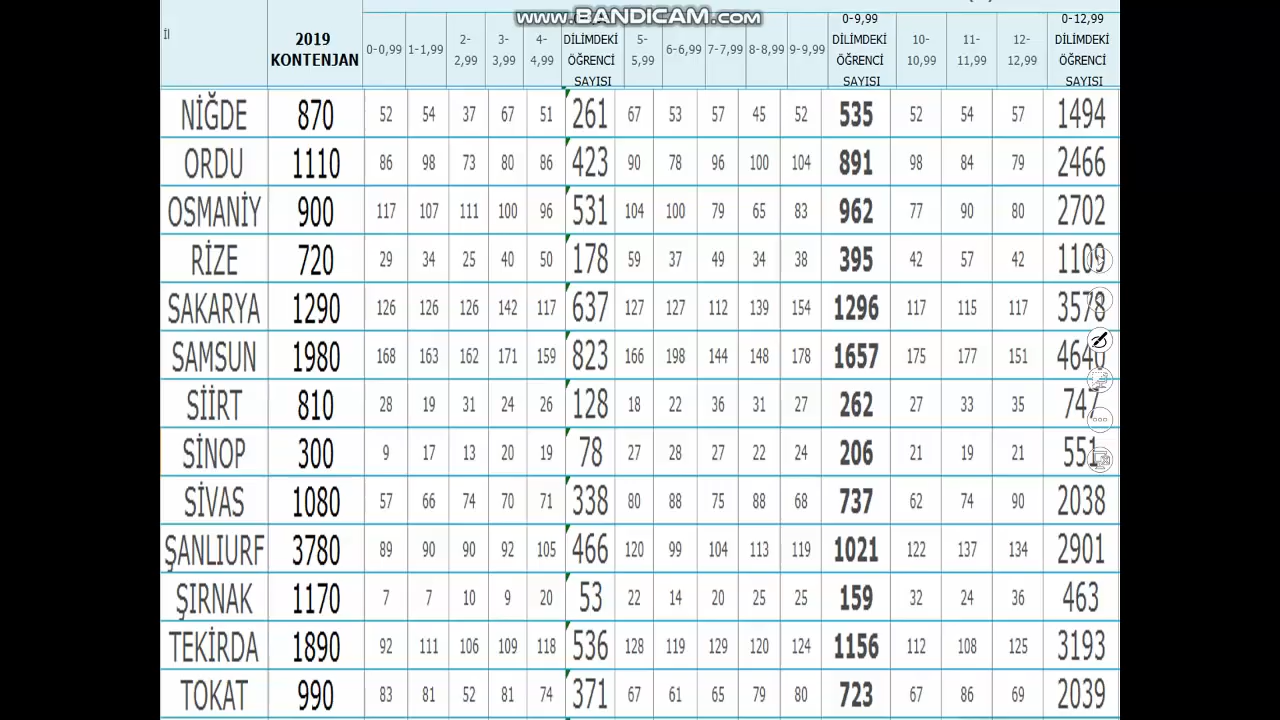 www.BANDICAM.com
İl 2019 KONTENJAN 0-0,99 1-1,99 2-2,99 3-3,99 4-4,99 DİLİMDEKİ ÖĞRENCİ SAYISI 5-5,99 6-6,99 7-7,99 8-8,99 9-9,99 0-9,99 DİLİMDEKİ ÖĞRENCİ SAYISI 10-10,99 11-11,99 12-12,99 0-12,99 DİLİMDEKİ ÖĞRENCİ SAYISI
NİĞDE 870 52 54 37 67 51 261 67 53 57 45 52 535 52 54 57 1494
ORDU 1110 86 98 73 80 86 423 90 78 96 100 104 891 98 84 79 2466
OSMANİY 900 117 107 111 100 96 531 104 100 79 65 83 962 77 90 80 2702
RİZE 720 29 34 25 40 50 178 59 37 49 34 38 395 42 57 42 1109
SAKARYA 1290 126 126 126 142 117 637 127 127 112 139 154 1296 117 115 117 3578
SAMSUN 1980 168 163 162 171 159 823 166 198 144 148 178 1657 175 177 151 4640
SİİRT 810 28 19 31 24 26 128 18 22 36 31 27 262 27 33 35 747
SİNOP 300 9 17 13 20 19 78 27 28 27 22 24 206 21 19 21 551
SİVAS 1080 57 66 74 70 71 338 80 88 75 88 68 737 62 74 90 2038
ŞANLIURF 3780 89 90 90 92 105 466 120 99 104 113 119 1021 122 137 134 2901
ŞIRNAK 1170 7 7 10 9 20 53 22 14 20 25 25 159 32 24 36 463
TEKİRDA 1890 92 111 106 109 118 536 128 119 129 120 124 1156 112 108 125 3193
TOKAT 990 83 81 52 81 74 371 67 61 65 79 80 723 67 86 69 2039